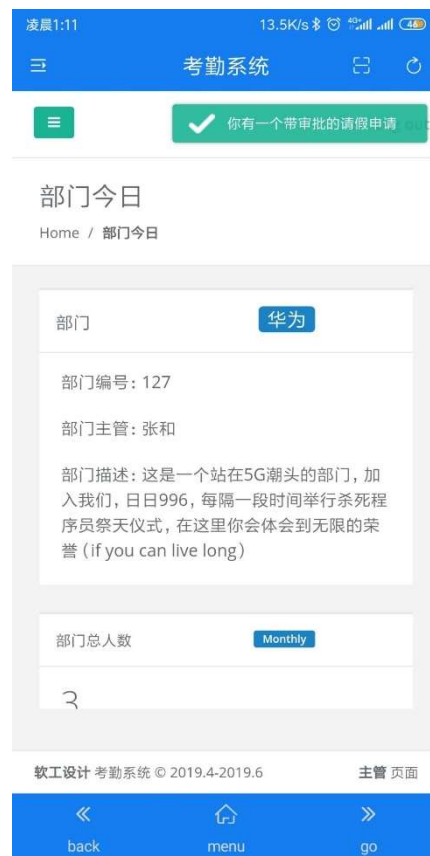 凌晨1:11 13.5K/s 4G 46
考勤系统
你有一个带审批的请假申请
部门今日
Home / 部门今日
部门 华为
部门编号: 127
部门主管: 张和
部门描述: 这是一个站在5G潮头的部门, 加
入我们, 日日996, 每隔一段时间举行杀死程
序员祭天仪式, 在这里你会体会到无限的荣
誉 (if you can live long)
部门总人数 Monthly
3
软工设计 考勤系统 © 2019.4-2019.6 主管 页面
back menu go